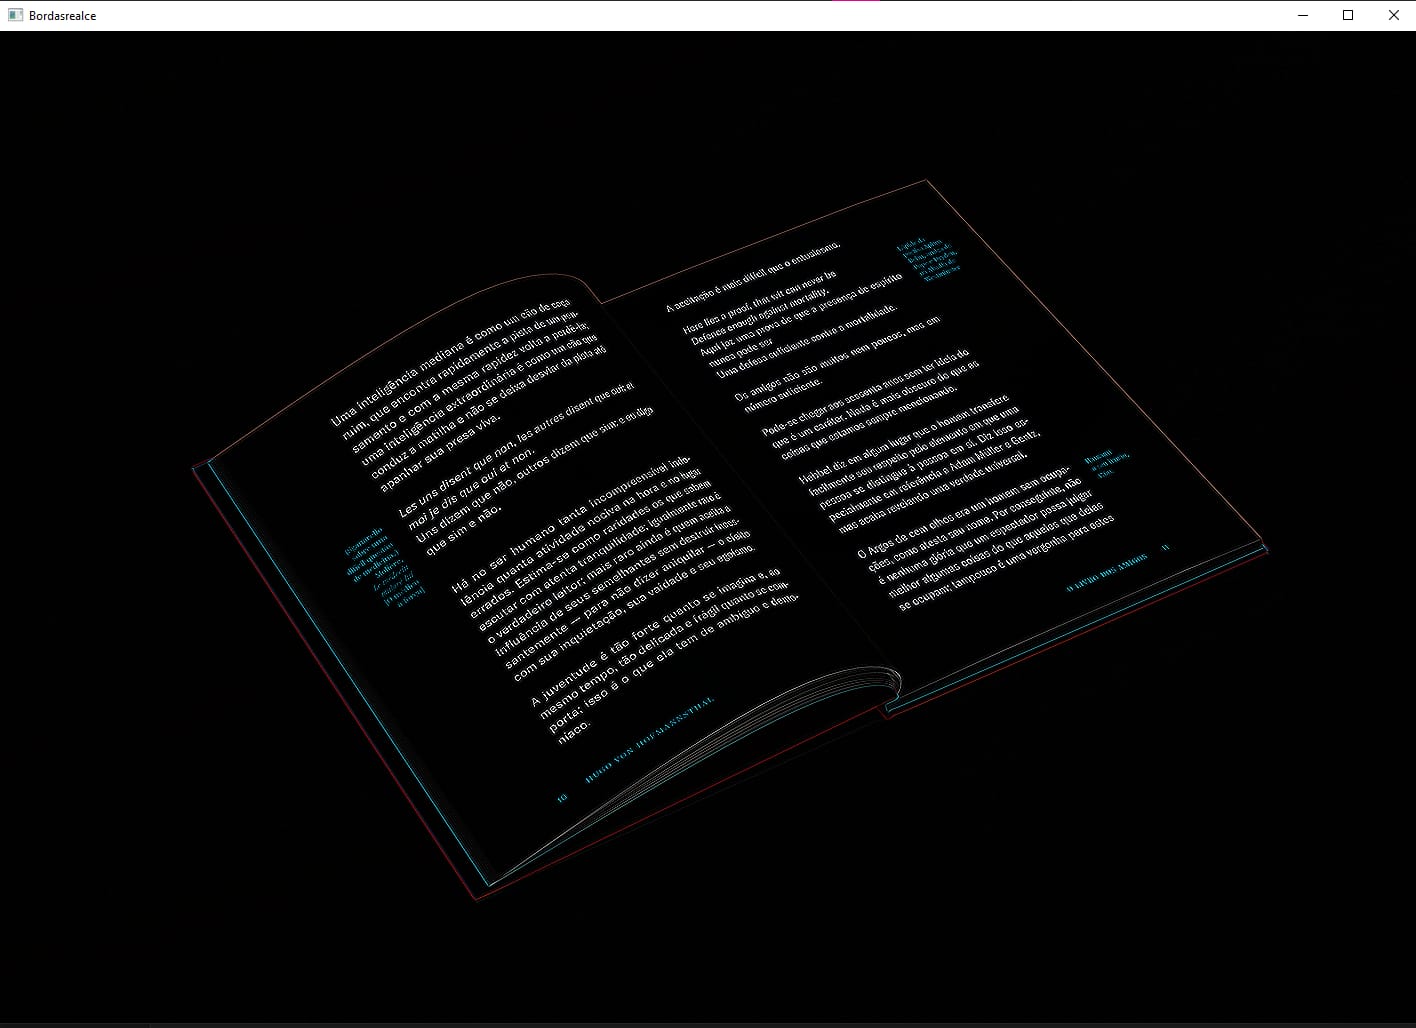 Bordasrealce
Uma inteligência mediana é como um cão de caça
ruim, que encontra rapidamente a pista de um pen-
samento e com a mesma rapidez volta a perdê-la;
uma inteligência extraordinária é como um cão que
conduz a matilha e não se deixa desviar da pista até
apanhar sua presa viva.
Les uns disent que non, les autres disent que oui et
moi je dis que oui et non.
Uns dizem que não, outros dizem que sim: e eu digo
que sim e não.
Há no ser humano tanta incompreensível indo-
lência quanta atividade nociva na hora e no lugar
errados. Estima-se como raridades os que sabem
escutar com atenta tranquilidade; igualmente raro é
o verdadeiro leitor; mais raro ainda é quem aceita a
influência de seus semelhantes sem destruir inces-
santemente — para não dizer aniquilar — o efeito
com sua inquietação, sua vaidade e seu egoísmo.
A juventude é tão forte quanto se imagina e, ao
mesmo tempo, tão delicada e frágil quanto se com-
porta; isso é o que ela tem de ambíguo e demo-
níaco.
10 HUGO VON HOFMANNSTHAL
A aceitação é mais difícil que o entusiasmo.
Here lies a proof, that wit can never be
Defence enough against mortality.
Aqui jaz uma prova de que a presença de espírito
nunca pode ser
Uma defesa suficiente contra a mortalidade.
Os amigos não são muitos nem poucos, mas em
número suficiente.
Pode-se chegar aos sessenta anos sem ter ideia do
que é um caráter. Nada é mais obscuro do que as
coisas que estamos sempre mencionando.
Hebbel diz em algum lugar que o homem transfere
facilmente seu respeito pelo elemento em que uma
pessoa se distingue à pessoa em si. Diz isso es-
pecialmente em referência a Adam Müller e Gentz,
mas acaba revelando uma verdade universal.
O Argos de cem olhos era um homem sem ocupa-
ções, como atesta seu nome. Por conseguinte, não
é nenhuma glória que um espectador possa julgar
melhor algumas coisas do que aqueles que delas
se ocupam; tampouco é uma vergonha para estes
O LIVRO DOS AMIGOS 11